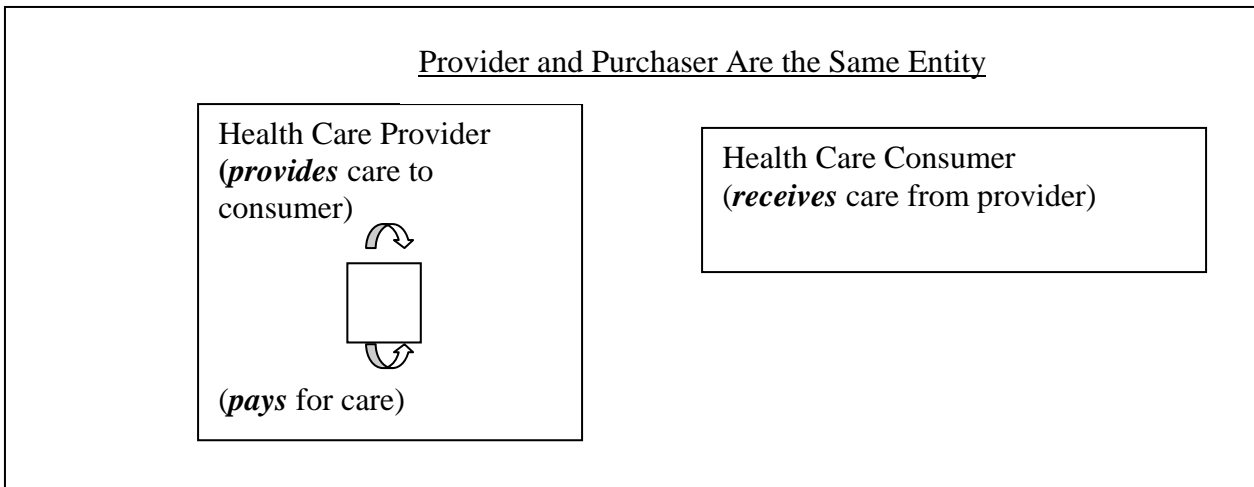 Provider and Purchaser Are the Same Entity
Health Care Provider
(provides care to
consumer)
(pays for care)
Health Care Consumer
(receives care from provider)